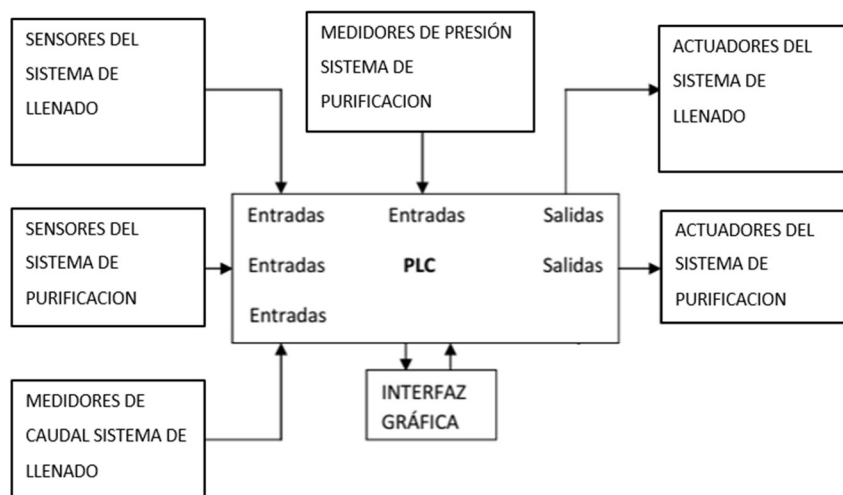 SENSORES DEL
SISTEMA DE
LLENADO
MEDIDORES DE PRESIÓN
SISTEMA DE
PURIFICACION
ACTUADORES DEL
SISTEMA DE
LLENADO
SENSORES DEL
SISTEMA DE
PURIFICACION
Entradas Entradas Salidas
Entradas PLC Salidas
Entradas
ACTUADORES DEL
SISTEMA DE
PURIFICACION
MEDIDORES DE
CAUDAL SISTEMA DE
LLENADO
INTERFAZ
GRÁFICA